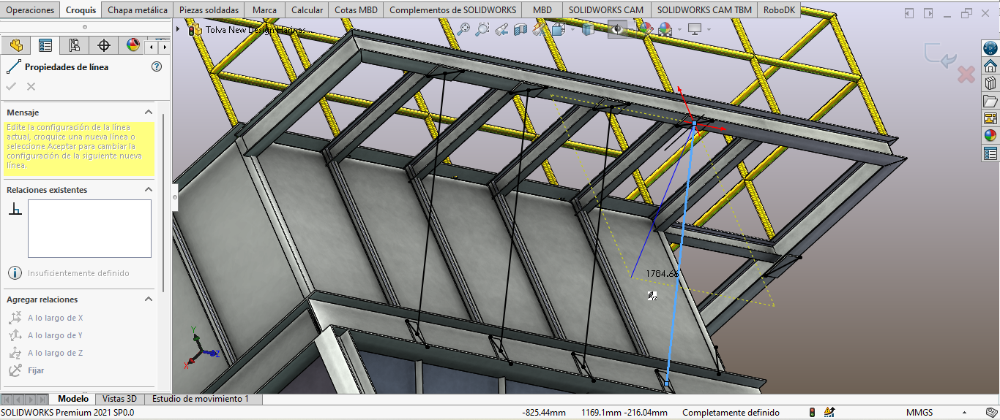 Operaciones
Croquis
Chapa metálica
Piezas soldadas
Marca
Calcular
Cotas MBD
Complementos de SOLIDWORKS
MBD
SOLIDWORKS CAM
SOLIDWORKS CAM TBM
RoboDK
Tolva New Design Harinas...
Propiedades de línea
Mensaje
Edite la configuración de la línea
actual, croquice una nueva línea o
seleccione Aceptar para cambiar la
configuración de la siguiente nueva
línea.
Relaciones existentes
Insuficientemente definido
Agregar relaciones
A lo largo de X
A lo largo de Y
A lo largo de Z
Fijar
1784.66
YZ
Y
X
Z
Modelo
Vistas 3D
Estudio de movimiento 1
SOLIDWORKS Premium 2021 SP0.0
-825.44mm
1169.1mm -216.04mm
Completamente definido
MMGS